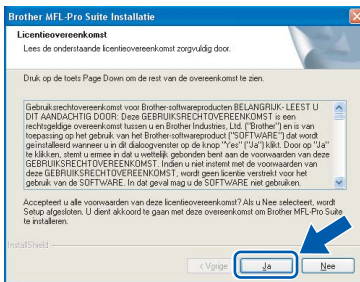 Brother MFL-Pro Suite Installatie
Licentieovereenkomst
Lees de onderstaande licentieovereenkomst zorgvuldig door.
Druk op de toets Page Down om de rest van de overeenkomst te zien.
Gebruiksrechtovereenkomst voor Brother-softwareproducten BELANGRIJK- LEEST U
DIT AANDACHTIG DOOR: Deze GEBRUIKSRECHTOVEREENKOMST is een
rechtsgeldige overeenkomst tussen u en Brother Industries, Ltd. ("Brother") en is van
toepassing op het gebruik van het Brother-softwareproduct ("SOFTWARE") dat wordt
geïnstalleerd wanneer u in dit dialoogvenster op de knop "Yes" ("Ja") klikt. Door op "Ja"
te klikken, stemt u ermee in dat u wettelijk gebonden bent aan de voorwaarden van deze
GEBRUIKSRECHTOVEREENKOMST. Indien u niet instemt met de voorwaarden van
deze GEBRUIKSRECHTOVEREENKOMST, wordt geen licentie verstrekt voor het
gebruik van de SOFTWARE. In dat geval mag u de SOFTWARE niet gebruiken.
Accepteert u alle voorwaarden van deze licentieovereenkomst? Als u Nee selecteert, wordt
Setup afgesloten. U dient akkoord te gaan met deze overeenkomst om Brother MFL-Pro Suite
te installeren.
InstallShield
< Vorige
Ja
Nee